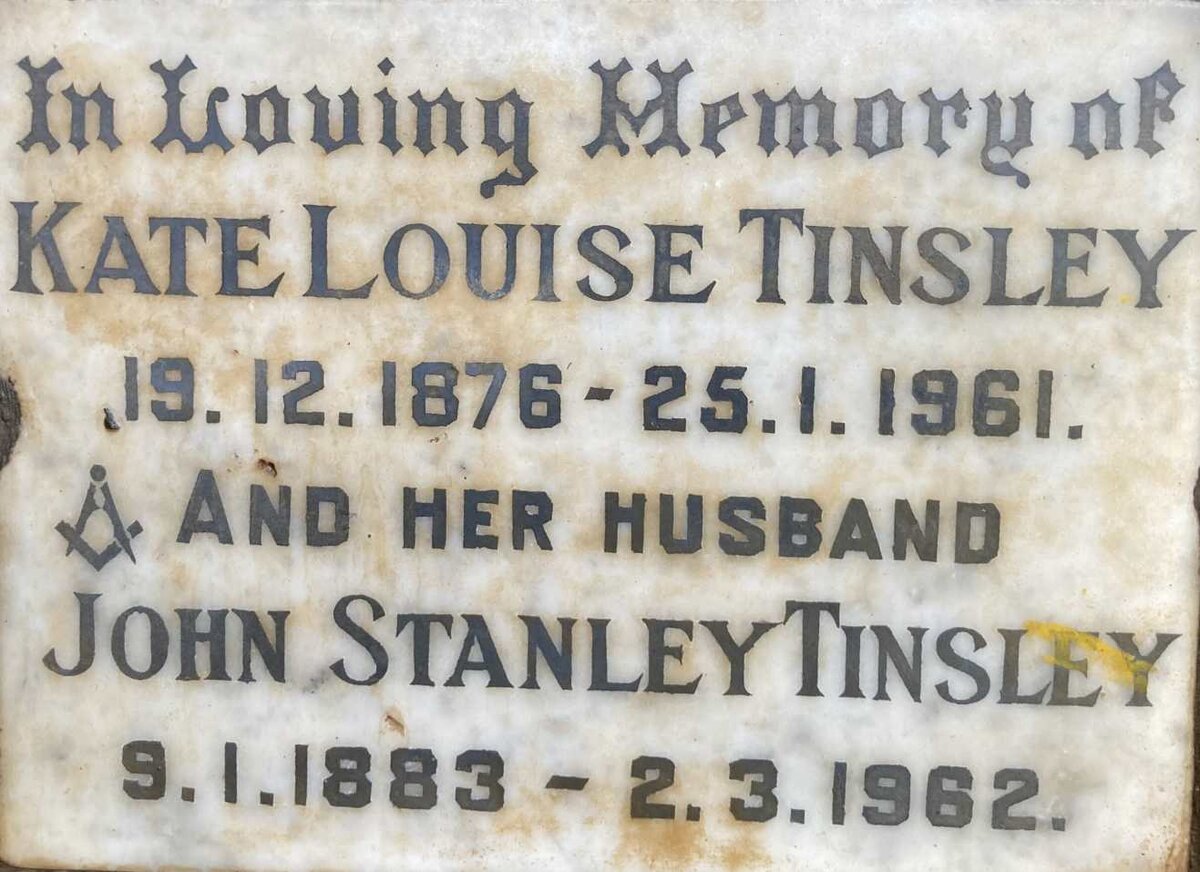 In Loving Memory of
KATE LOUISE TINSLEY
19.12.1876 - 25.1.1961.
AND HER HUSBAND
JOHN STANLEY TINSLEY
9.1.1883 - 2.3.1962.